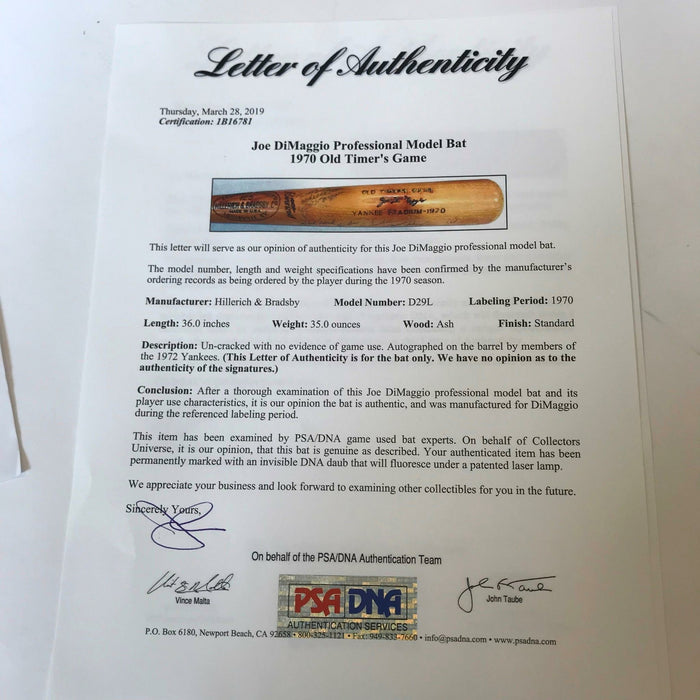 Letter of Authenticity
Thursday, March 28, 2019
Certification: 1B16781
Joe DiMaggio Professional Model Bat
1970 Old Timer's Game
HILLERICH & BRADSBY CO
MADE IN U.S.A.
OLD TIMERS GAME
YANKEE STADIUM-1970
This letter will serve as our opinion of authenticity for this Joe DiMaggio professional model bat.
The model number, length and weight specifications have been confirmed by the manufacturer's
ordering records as being ordered by the player during the 1970 season.
Manufacturer: Hillerich & Bradsby Model Number: D29L Labeling Period: 1970
Length: 36.0 inches Weight: 35.0 ounces Wood: Ash Finish: Standard
Description: Un-cracked with no evidence of game use. Autographed on the barrel by members of
the 1972 Yankees. (This Letter of Authenticity is for the bat only. We have no opinion as to the
authenticity of the signatures.)
Conclusion: After a thorough examination of this Joe DiMaggio professional model bat and its
player use characteristics, it is our opinion the bat is authentic, and was manufactured for DiMaggio
during the referenced labeling period.
This item has been examined by PSA/DNA game used bat experts. On behalf of Collectors
Universe, it is our opinion, that this bat is genuine as described. Your authenticated item has been
permanently marked with an invisible DNA daub that will fluoresce under a patented laser lamp.
We appreciate your business and look forward to examining other collectibles for you in the future.
Sincerely Yours,
On behalf of the PSA/DNA Authentication Team
Vince Malta
John Taube
PSA DNA
AUTHENTICATION SERVICES
P.O. Box 6180, Newport Beach, CA 92658 • 800-325-1121 • Fax: 949-833-7660 • info@psadna.com • www.psadna.com